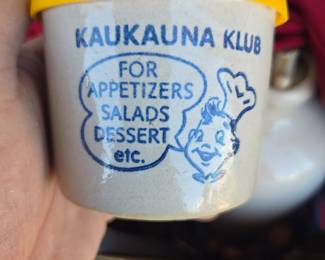 KAUKAUNA KLUB
FOR
APPETIZERS
SALADS
DESSERT
etc.